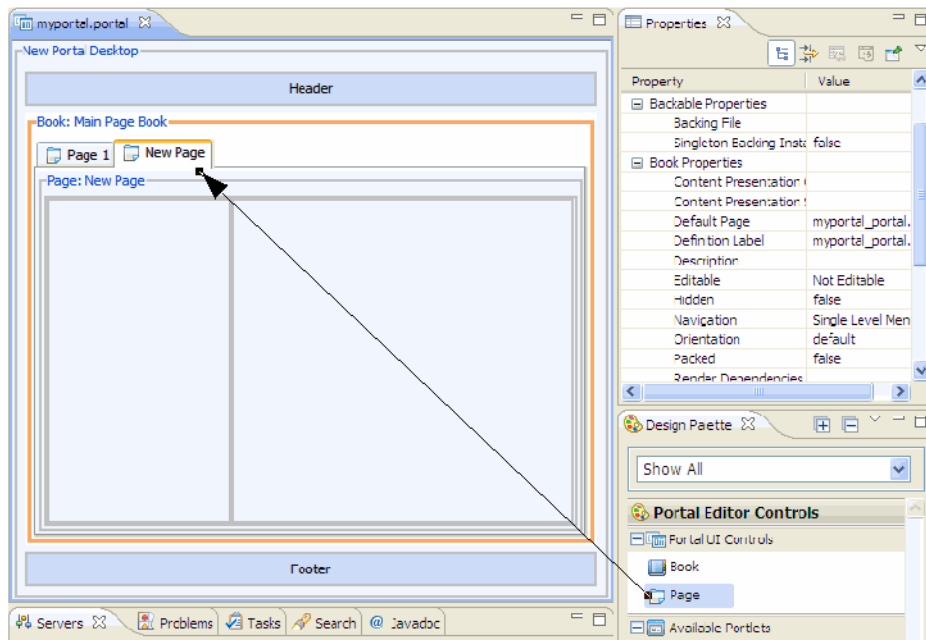 myportal.portal
New Portal Desktop
Header
Book: Main Page Book
Page 1
New Page
Page: New Page
Footer
Servers Problems Tasks Search @ Javadoc
Properties
Property Value
Backable Properties
Backing File
Singleton Backing Insta false
Book Properties
Content Presentation
Content Presentation
Default Page myportal_portal.
Defintion Label myportal_portal.
Description
Editable Not Editable
Hidden false
Navigation Single Level Men
Orientation default
Packed false
Render Dependencies
Design Palette
Show All
Portal Editor Controls
Portal UI Controls
Book
Page
Available Portlets